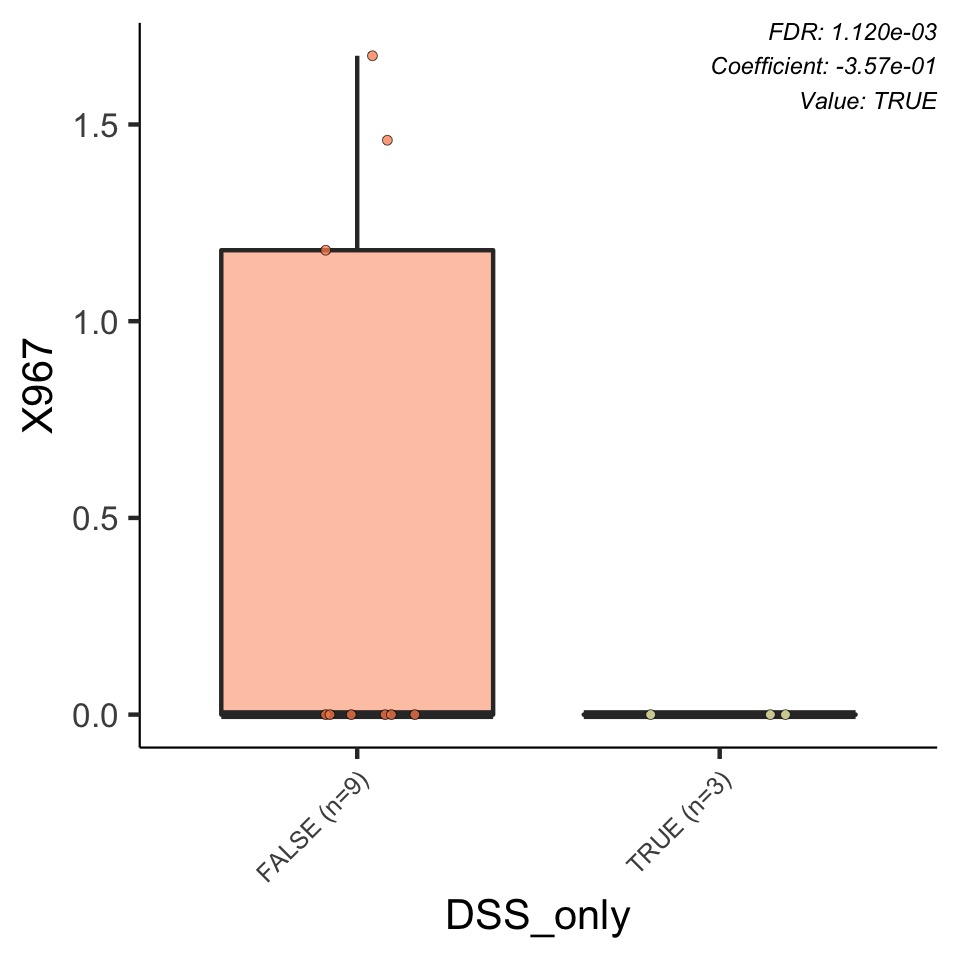 FDR: 1.120e-03
Coefficient: -3.57e-01
Value: TRUE
X967
1.5
1.0
0.5
0.0
FALSE (n=9)
TRUE (n=3)
DSS_only